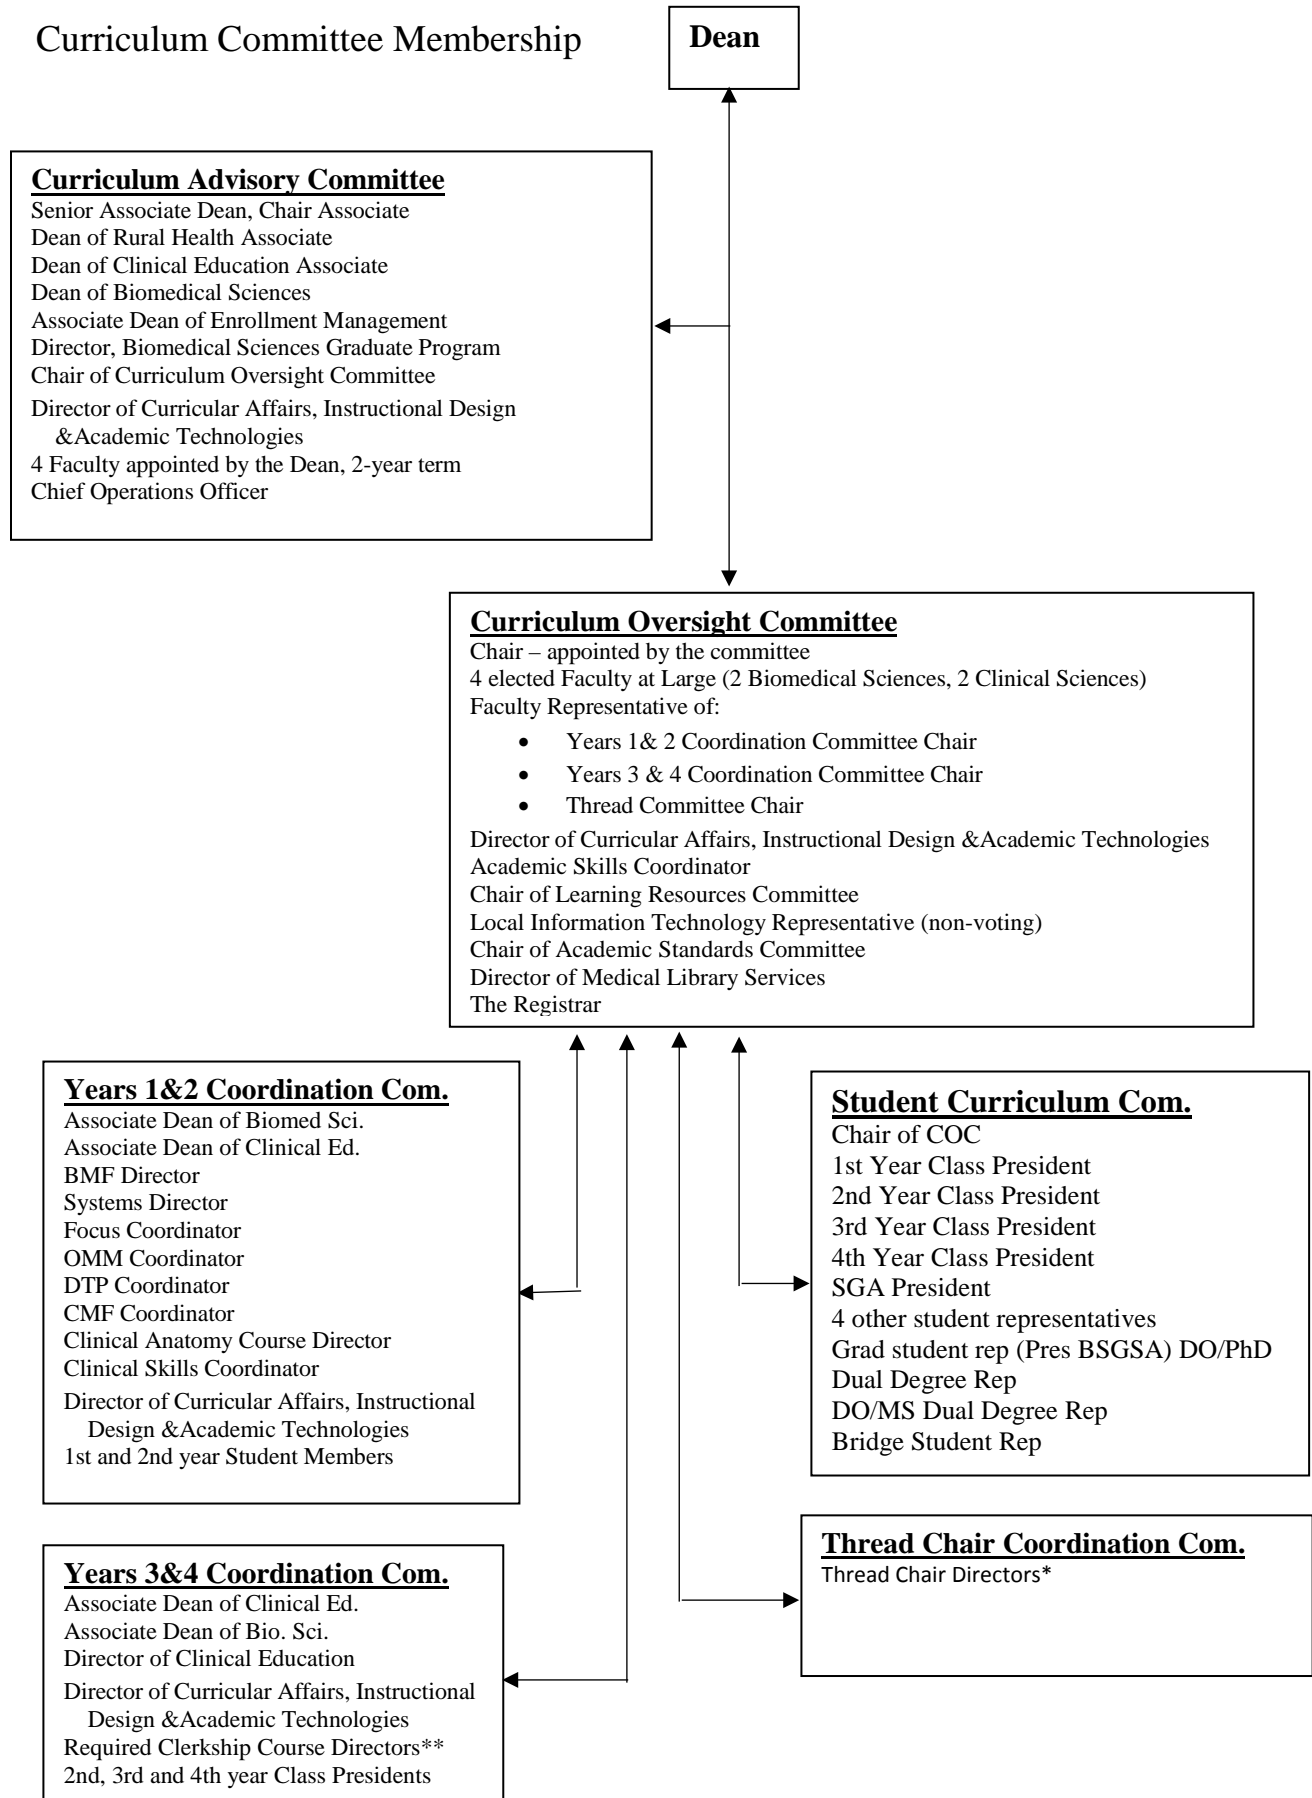 Curriculum Committee Membership
Dean
Curriculum Advisory Committee
Senior Associate Dean, Chair Associate
Dean of Rural Health Associate
Dean of Clinical Education Associate
Dean of Biomedical Sciences
Associate Dean of Enrollment Management
Director, Biomedical Sciences Graduate Program
Chair of Curriculum Oversight Committee
Director of Curricular Affairs, Instructional Design
&Academic Technologies
4 Faculty appointed by the Dean, 2-year term
Chief Operations Officer
Curriculum Oversight Committee
Chair – appointed by the committee
4 elected Faculty at Large (2 Biomedical Sciences, 2 Clinical Sciences)
Faculty Representative of:
• Years 1& 2 Coordination Committee Chair
• Years 3 & 4 Coordination Committee Chair
• Thread Committee Chair
Director of Curricular Affairs, Instructional Design &Academic Technologies
Academic Skills Coordinator
Chair of Learning Resources Committee
Local Information Technology Representative (non-voting)
Chair of Academic Standards Committee
Director of Medical Library Services
The Registrar
Years 1&2 Coordination Com.
Associate Dean of Biomed Sci.
Associate Dean of Clinical Ed.
BMF Director
Systems Director
Focus Coordinator
OMM Coordinator
DTP Coordinator
CMF Coordinator
Clinical Anatomy Course Director
Clinical Skills Coordinator
Director of Curricular Affairs, Instructional
Design &Academic Technologies
1st and 2nd year Student Members
Student Curriculum Com.
Chair of COC
1st Year Class President
2nd Year Class President
3rd Year Class President
4th Year Class President
SGA President
4 other student representatives
Grad student rep (Pres BSGSA) DO/PhD
Dual Degree Rep
DO/MS Dual Degree Rep
Bridge Student Rep
Years 3&4 Coordination Com.
Associate Dean of Clinical Ed.
Associate Dean of Bio. Sci.
Director of Clinical Education
Director of Curricular Affairs, Instructional
Design &Academic Technologies
Required Clerkship Course Directors**
2nd, 3rd and 4th year Class Presidents
Thread Chair Coordination Com.
Thread Chair Directors*